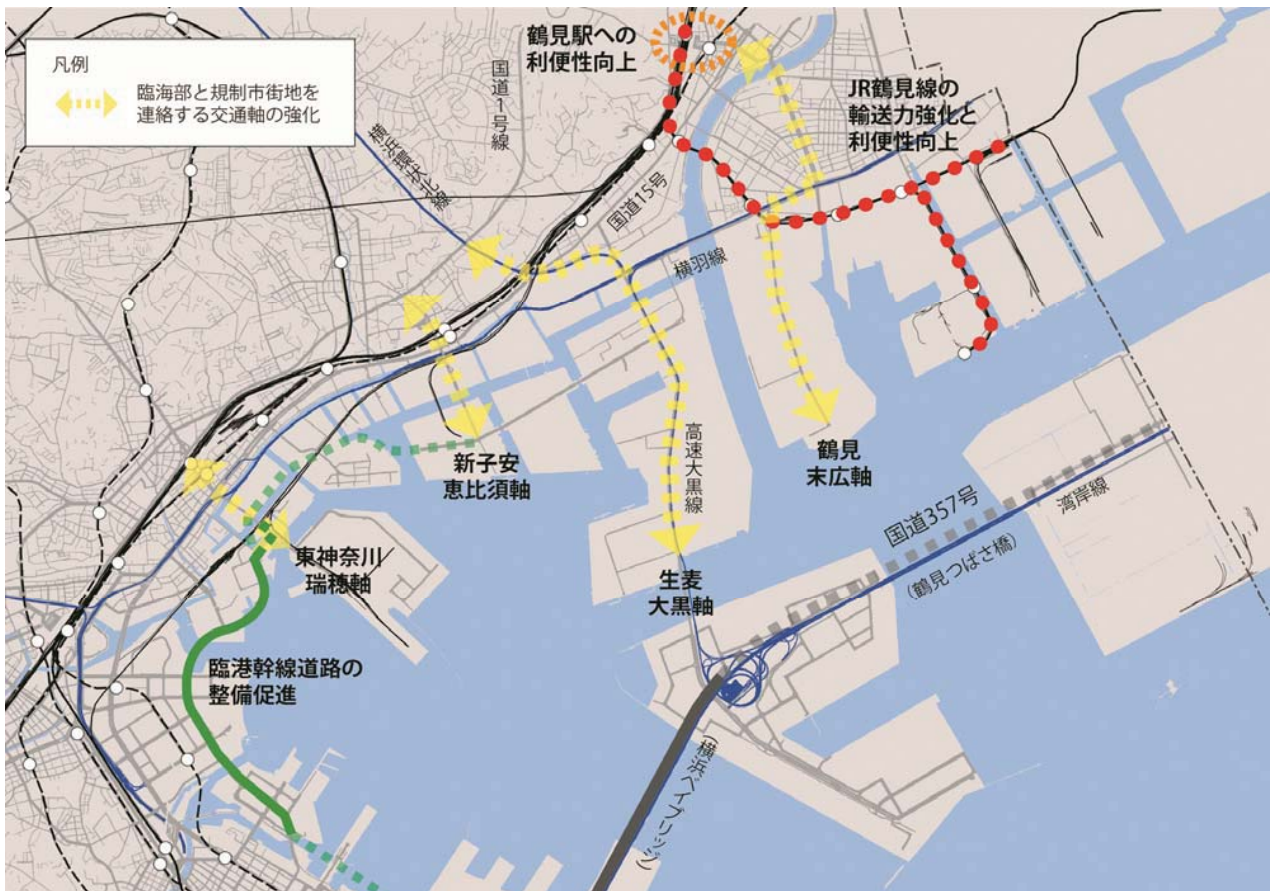 凡例
臨海部と規制市街地を
連絡する交通軸の強化
鶴見駅への
利便性向上
国道1号線
横浜環状北線
国道15号
JR鶴見線の
輸送力強化と
利便性向上
横羽線
新子安
恵比須軸
高速大黒線
鶴見
末広軸
国道357号
湾岸線
(鶴見つばさ橋)
東神奈川
瑞穂軸
生麦
大黒軸
臨港幹線道路の
整備促進
(横浜ベイブリッジ)